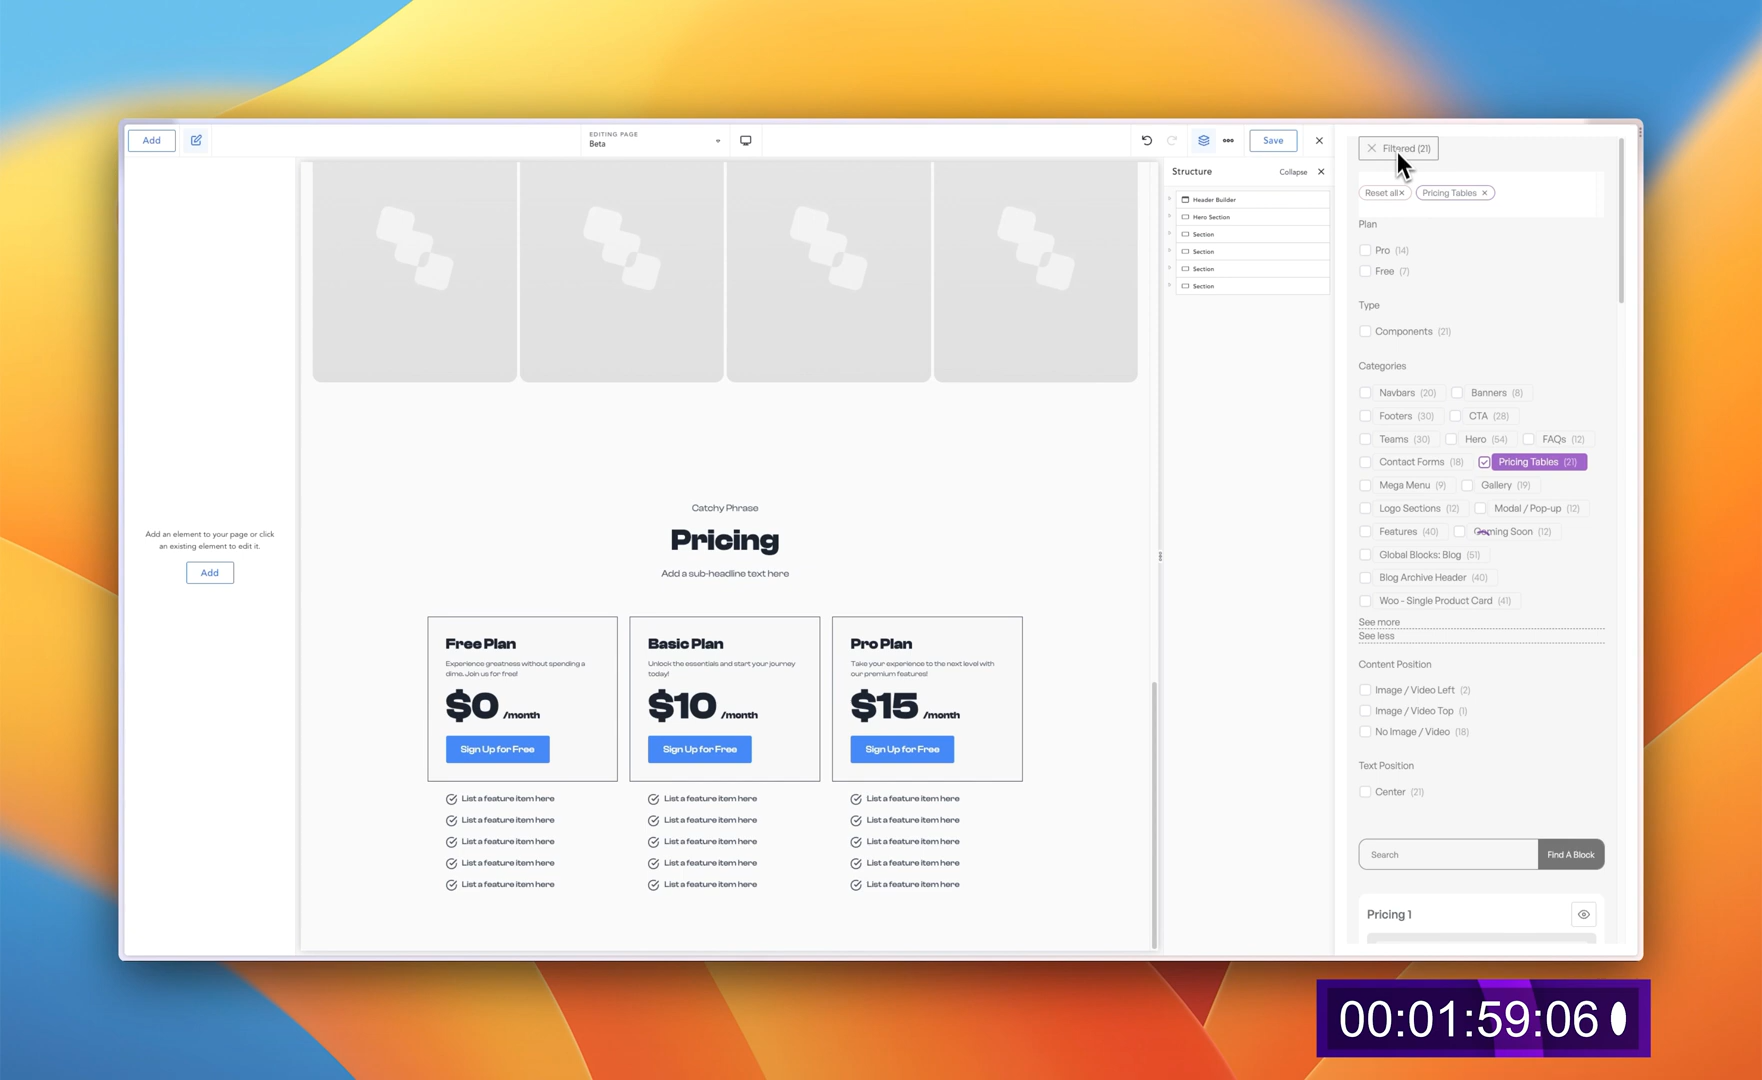 Add
EDITING PAGE
Beta
Save
Filtered (21)
Structure
Collapse
Reset all
Pricing Tables
Header Builder
Hero Section
Section
Section
Section
Section
Plan
Pro (14)
Free (7)
Type
Components (21)
Categories
Navbars (20) Banners (8)
Footers (30) CTA (28)
Teams (30) Hero (54) FAQs (12)
Contact Forms (18) Pricing Tables (21)
Mega Menu (9) Gallery (19)
Logo Sections (12) Modal / Pop-up (12)
Features (40) Coming Soon (12)
Global Blocks: Blog (51)
Blog Archive Header (40)
Woo - Single Product Card (41)
See more
See less
Content Position
Image / Video Left (2)
Image / Video Top (1)
No Image / Video (18)
Text Position
Center (21)
Search
Find A Block
Pricing 1
Add an element to your page or click
an existing element to edit it.
Add
Catchy Phrase
Pricing
Add a sub-headline text here
Free Plan
Experience greatness without spending a
dime. Join us for free!
$0 /month
Sign Up for Free
List a feature item here
List a feature item here
List a feature item here
List a feature item here
List a feature item here
Basic Plan
Unlock the essentials and start your journey
today!
$10 /month
Sign Up for Free
List a feature item here
List a feature item here
List a feature item here
List a feature item here
List a feature item here
Pro Plan
Take your experience to the next level with
our premium features!
$15 /month
Sign Up for Free
List a feature item here
List a feature item here
List a feature item here
List a feature item here
List a feature item here
00:01:59:06